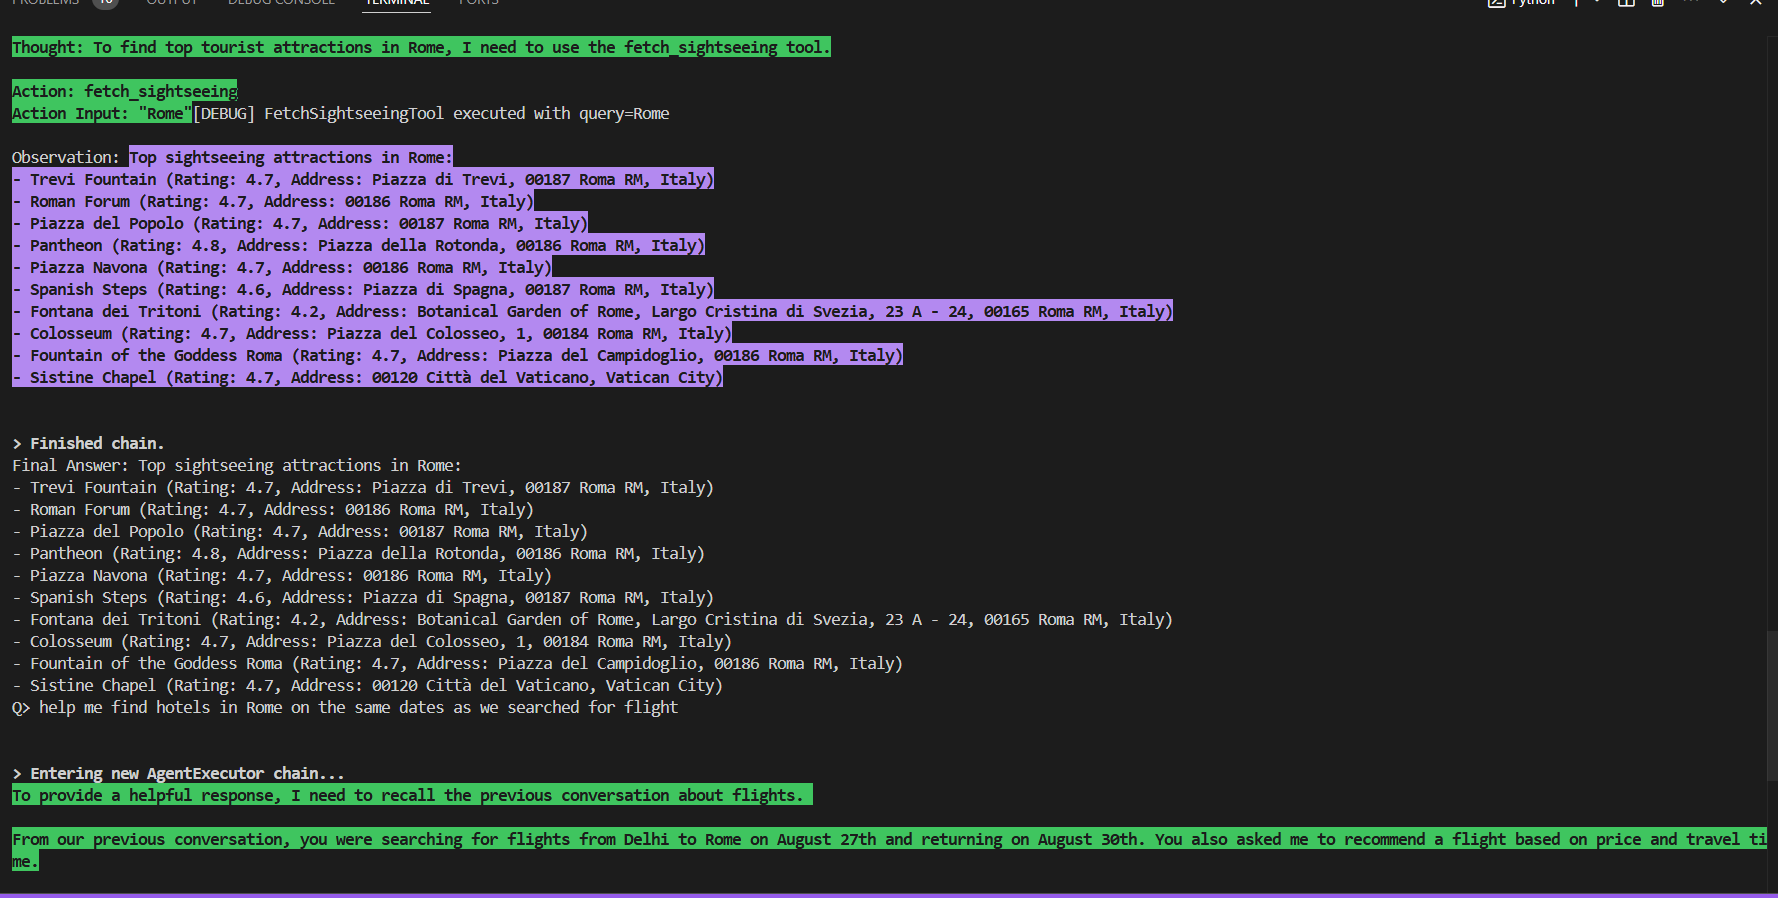 PROBLEMS 10 OUTPUT DEBUG CONSOLE TERMINAL PORTS Python
Thought: To find top tourist attractions in Rome, I need to use the fetch_sightseeing tool.
Action: fetch_sightseeing
Action Input: "Rome"[DEBUG] FetchSightseeingTool executed with query=Rome
Observation: Top sightseeing attractions in Rome:
- Trevi Fountain (Rating: 4.7, Address: Piazza di Trevi, 00187 Roma RM, Italy)
- Roman Forum (Rating: 4.7, Address: 00186 Roma RM, Italy)
- Piazza del Popolo (Rating: 4.7, Address: 00187 Roma RM, Italy)
- Pantheon (Rating: 4.8, Address: Piazza della Rotonda, 00186 Roma RM, Italy)
- Piazza Navona (Rating: 4.7, Address: 00186 Roma RM, Italy)
- Spanish Steps (Rating: 4.6, Address: Piazza di Spagna, 00187 Roma RM, Italy)
- Fontana dei Tritoni (Rating: 4.2, Address: Botanical Garden of Rome, Largo Cristina di Svezia, 23 A - 24, 00165 Roma RM, Italy)
- Colosseum (Rating: 4.7, Address: Piazza del Colosseo, 1, 00184 Roma RM, Italy)
- Fountain of the Goddess Roma (Rating: 4.7, Address: Piazza del Campidoglio, 00186 Roma RM, Italy)
- Sistine Chapel (Rating: 4.7, Address: 00120 Città del Vaticano, Vatican City)
> Finished chain.
Final Answer: Top sightseeing attractions in Rome:
- Trevi Fountain (Rating: 4.7, Address: Piazza di Trevi, 00187 Roma RM, Italy)
- Roman Forum (Rating: 4.7, Address: 00186 Roma RM, Italy)
- Piazza del Popolo (Rating: 4.7, Address: 00187 Roma RM, Italy)
- Pantheon (Rating: 4.8, Address: Piazza della Rotonda, 00186 Roma RM, Italy)
- Piazza Navona (Rating: 4.7, Address: 00186 Roma RM, Italy)
- Spanish Steps (Rating: 4.6, Address: Piazza di Spagna, 00187 Roma RM, Italy)
- Fontana dei Tritoni (Rating: 4.2, Address: Botanical Garden of Rome, Largo Cristina di Svezia, 23 A - 24, 00165 Roma RM, Italy)
- Colosseum (Rating: 4.7, Address: Piazza del Colosseo, 1, 00184 Roma RM, Italy)
- Fountain of the Goddess Roma (Rating: 4.7, Address: Piazza del Campidoglio, 00186 Roma RM, Italy)
- Sistine Chapel (Rating: 4.7, Address: 00120 Città del Vaticano, Vatican City)
Q> help me find hotels in Rome on the same dates as we searched for flight
> Entering new AgentExecutor chain...
To provide a helpful response, I need to recall the previous conversation about flights.
From our previous conversation, you were searching for flights from Delhi to Rome on August 27th and returning on August 30th. You also asked me to recommend a flight based on price and travel ti
me.